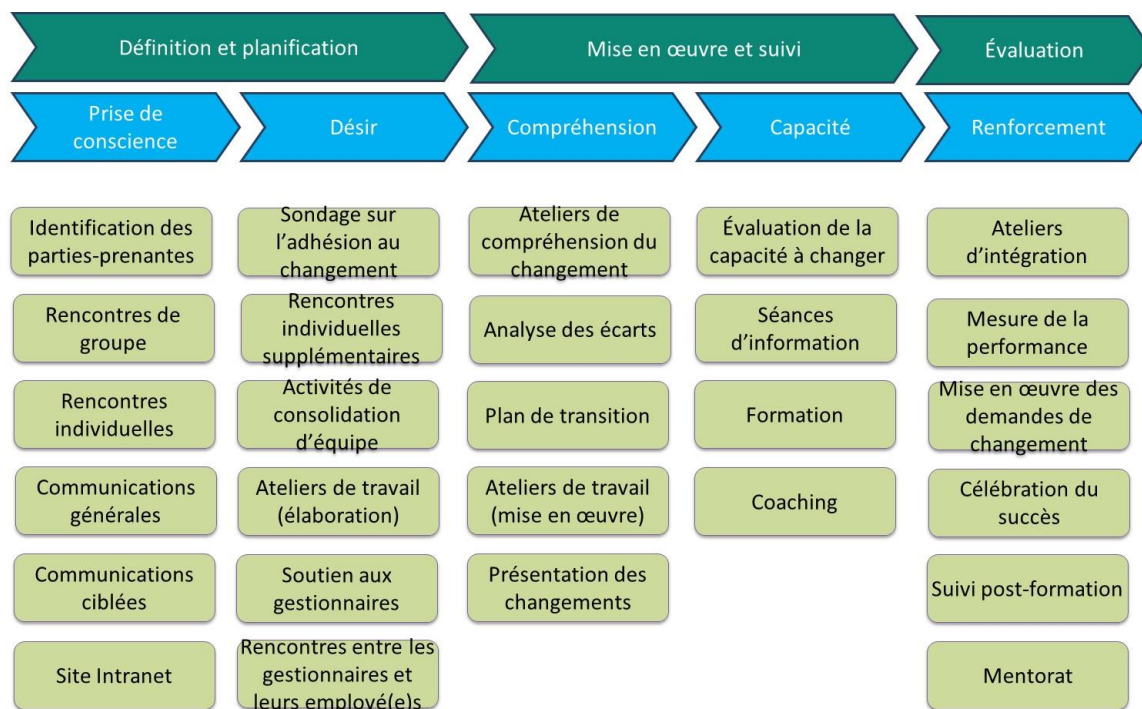 Définition et planification
Mise en œuvre et suivi
Évaluation
Prise de
conscience
Désir
Compréhension
Capacité
Renforcement
Identification des
parties-prenantes
Rencontres de
groupe
Rencontres
individuelles
Communications
générales
Communications
ciblées
Site Intranet
Sondage sur
l'adhésion au
changement
Rencontres
individuelles
supplémentaires
Activités de
consolidation
d'équipe
Ateliers de travail
(élaboration)
Soutien aux
gestionnaires
Rencontres entre les
gestionnaires et
leurs employé(e)s
Ateliers de
compréhension du
changement
Analyse des écarts
Plan de transition
Ateliers de travail
(mise en œuvre)
Présentation des
changements
Évaluation de la
capacité à changer
Séances
d'information
Formation
Coaching
Ateliers
d'intégration
Mesure de la
performance
Mise en œuvre des
demandes de
changement
Célébration du
succès
Suivi post-formation
Mentorat